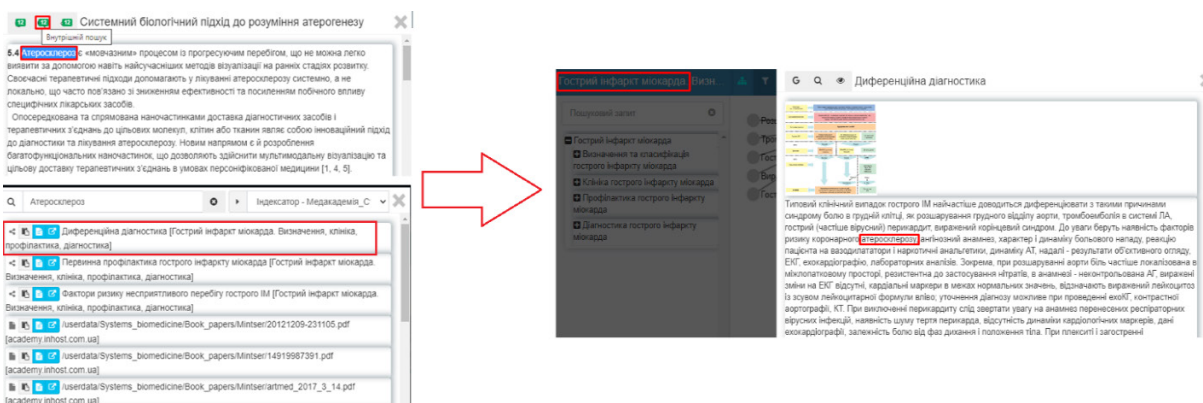 Системний біологічний підхід до розуміння атерогенезу
Внутрішній пошук
5.4 Атеросклероз є «мовчазним» процесом із прогресуючим перебігом, що не можна легко
виявити за допомогою навіть найсучасніших методів візуалізації на ранніх стадіях розвитку.
Своєчасні терапевтичні підходи допомагають у лікуванні атеросклерозу системно, а не
локально, що часто пов'язано зі зниженням ефективності та посиленням побічного впливу
специфічних лікарських засобів.
Опосередкована та спрямована наночастинками доставка діагностичних засобів і
терапевтичних з'єднань до цільових молекул, клітин або тканин являє собою інноваційний підхід
до діагностики та лікування атеросклерозу. Новим напрямом є й розроблення
багатофункціональних наночастинок, що дозволяють здійснити мультимодальну візуалізацію та
цільову доставку терапевтичних з'єднань в умовах персоніфікованої медицини [1, 4, 5].
Атеросклероз
Індексатор - Медакадемія_С
Диференційна діагностика [Гострий інфаркт міокарда. Визначення, клініка,
профілактика, діагностика]
Первинна профілактика гострого інфаркту міокарда [Гострий інфаркт міокарда.
Визначення, клініка, профілактика, діагностика]
Фактори ризику несприятливого перебігу гострого ІМ [Гострий інфаркт міокарда.
Визначення, клініка, профілактика, діагностика]
/userdata/Systems_biomedicine/Book_papers/Mintser/20121209-231105.pdf
[academy.inhost.com.ua]
/userdata/Systems_biomedicine/Book_papers/Mintser/14919987391.pdf
[academy.inhost.com.ua]
/userdata/Systems_biomedicine/Book_papers/Mintser/artmed_2017_3_14.pdf
[academy.inhost.com.ua]
Гострий інфаркт міокарда. Визн
Пошуковий запит
Гострий інфаркт міокарда
Визначення та класифікація
гострого інфаркту міокарда
Клініка гострого інфаркту міокарда
Профілактика гострого інфаркту
міокарда
Діагностика гострого інфаркту
міокарда
Роз
Тро
Гост
Вир
Гост
G
Диференційна діагностика
Типовий клінічний випадок гострого ІМ найчастіше доводиться диференціювати з такими причинами
синдрому болю в грудній клітці, як розшарування грудного відділу аорти, тромбоемболія в системі ЛА,
гострий (частіше вірусний) перикардит, виражений корінцевий синдром. До уваги беруть наявність факторів
ризику коронарного атеросклерозу, ангінозний анамнез, характер і динаміку больового нападу, реакцію
пацієнта на вазодилататори і наркотичні анальгетики, динаміку АТ, надалі - результати об'єктивного огляду,
ЕКГ, ехокардіографію, лабораторних аналізів. Зокрема, при розшаруванні аорти біль частіше локалізована в
міжлопатковому просторі, резистентна до застосування нітратів, в анамнезі - неконтрольована АГ, виражені
зміни на ЕКГ відсутні, кардіальні маркери в межах нормальних значень, відзначають виражений лейкоцитоз
із зсувом лейкоцитарної формули вліво; уточнення діагнозу можливе при проведенні ехоКГ, контрастної
аортографії, КТ. При виключенні перикардиту слід звертати увагу на анамнез перенесених респіраторних
вірусних інфекцій, наявність шуму тертя перикарда, відсутність динаміки кардіологічних маркерів, дані
ехокардіографії, залежність болю від фаз дихання і положення тіла. При плекситі і загостренні